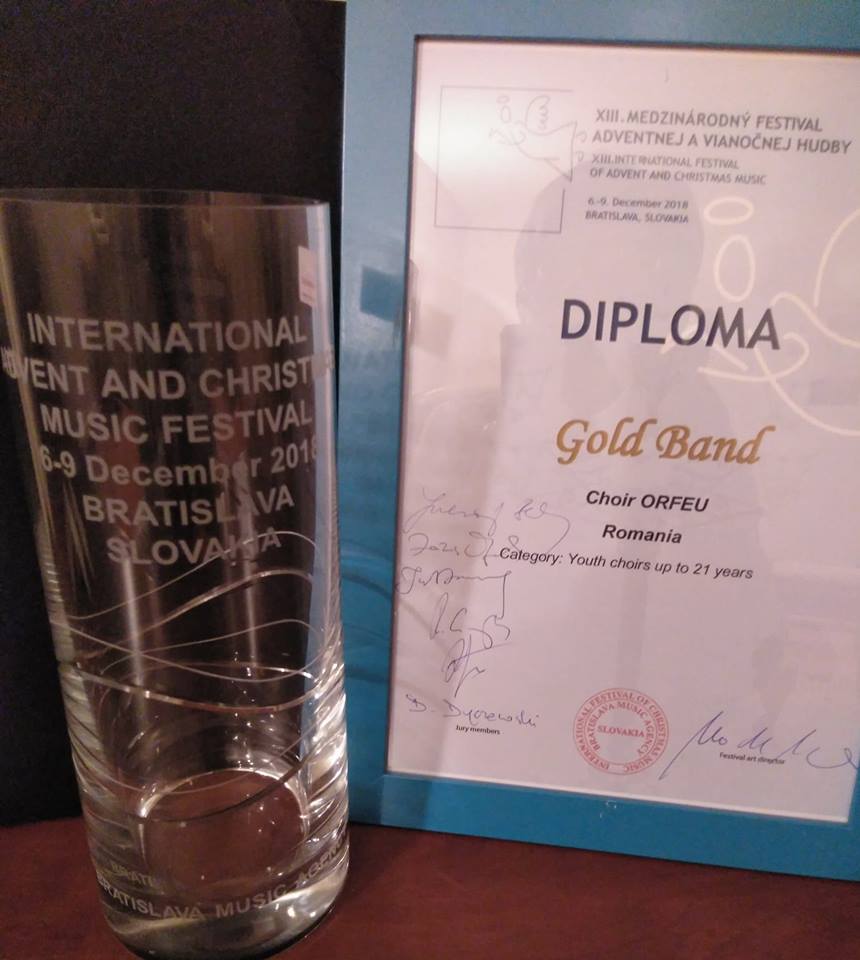 INTERNATIONAL
ADVENT AND CHRIST
MUSIC FESTIVAL
6-9 December 2018
BRATISLAVA
SLOVAKIA
BRATI
BRATISLAVA MUSIC AGENC
XIII. MEDZINÁRODNÝ FESTIVAL
ADVENTNEJ A VIANOČNEJ HUDBY
XIII.INTERNATIONAL FESTIVAL
OF ADVENT AND CHRISTMAS MUSIC
6.-9. December 2018
BRATISLAVA, SLOVAKIA
DIPLOMA
Gold Band
Choir ORFEU
Romania
Category: Youth choirs up to 21 years
Jury members
INTERNATIONAL FESTIVAL OF CHRISTMAS MUSIC
BRATISLAVA MUSIC AGENCY
SLOVAKIA
Festival art director